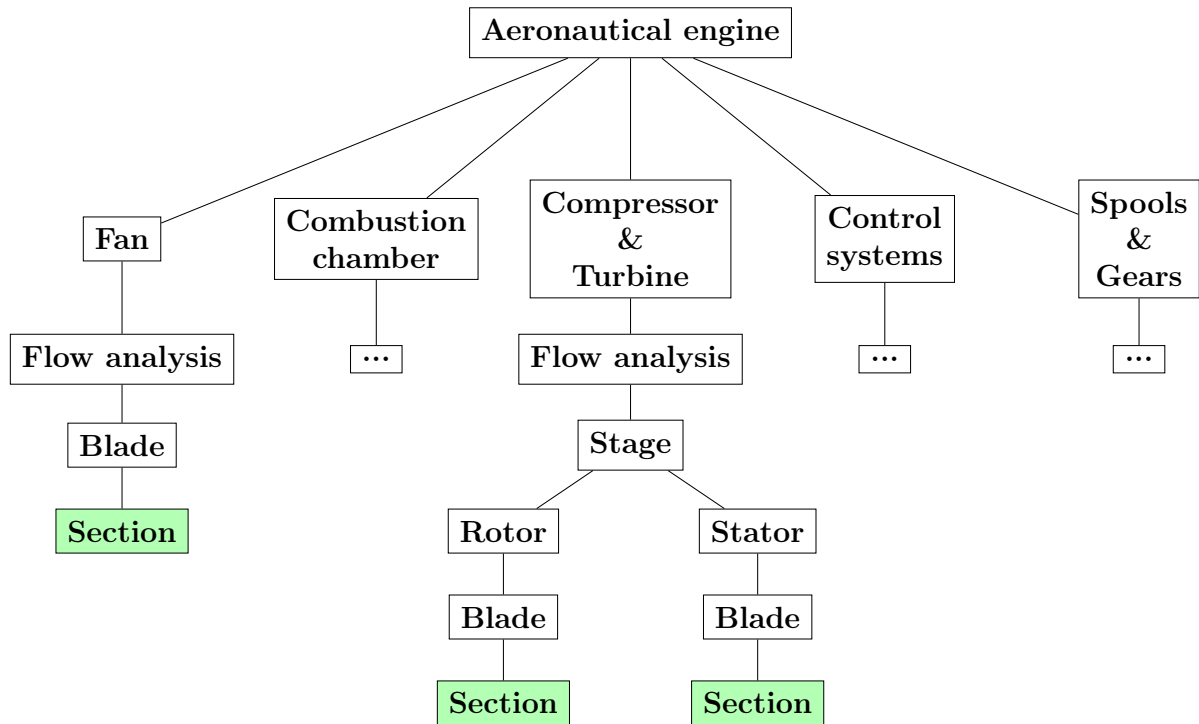 Aeronautical engine
Fan
Combustion
chamber
Compressor
&
Turbine
Control
systems
Spools
&
Gears
Flow analysis
...
Flow analysis
...
...
Blade
Stage
Section
Rotor
Stator
Blade
Blade
Section
Section